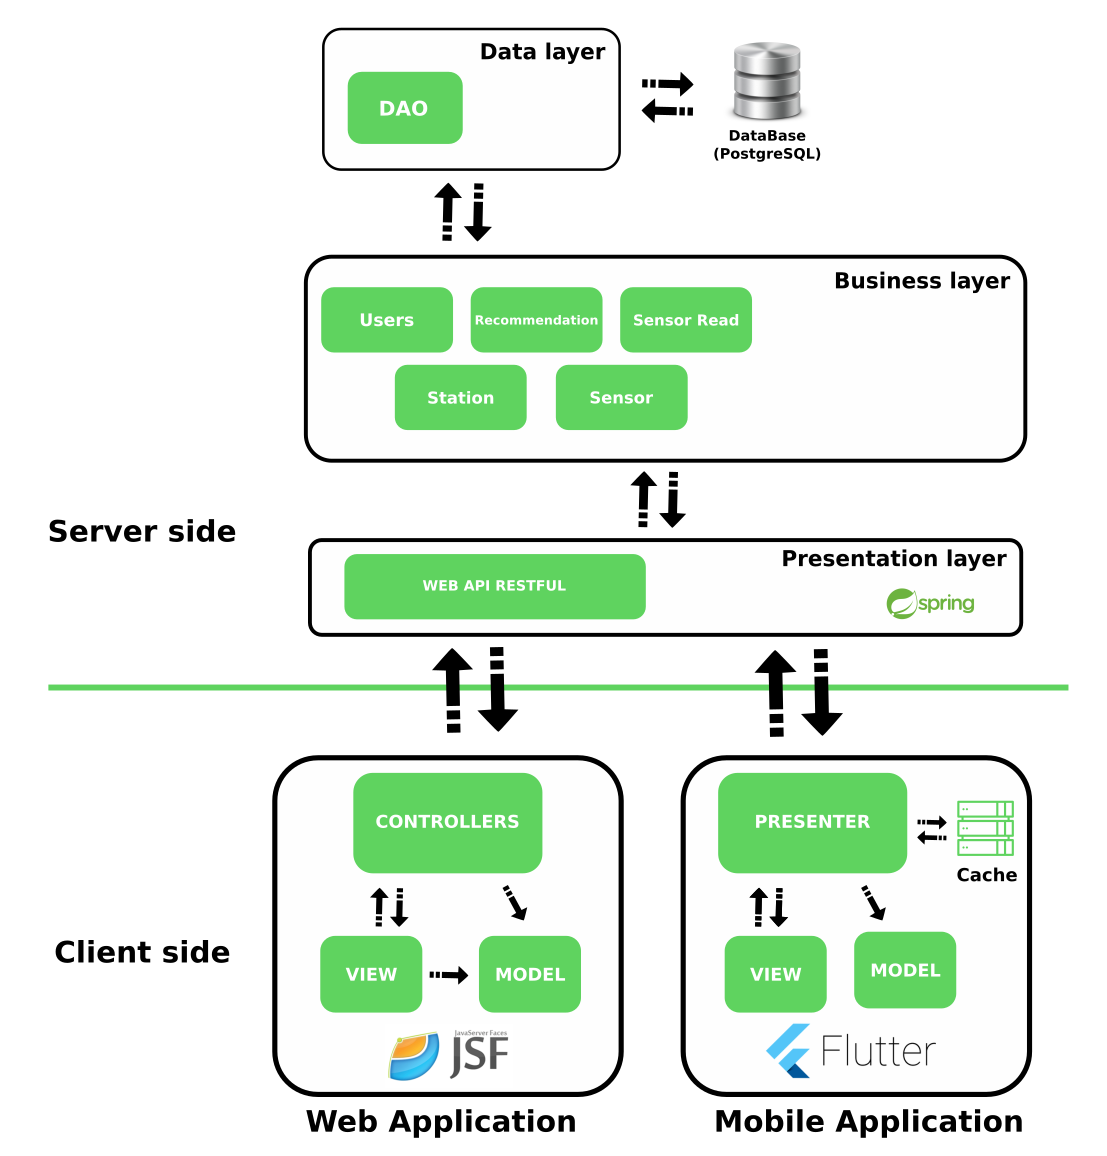 Data layer
DAO
DataBase
(PostgreSQL)
Business layer
Users
Recommendation
Sensor Read
Station
Sensor
Server side
Presentation layer
WEB API RESTFUL
spring
CONTROLLERS
PRESENTER
Cache
Client side
VIEW
MODEL
VIEW
MODEL
JavaServer Faces
JSF
Flutter
Web Application
Mobile Application